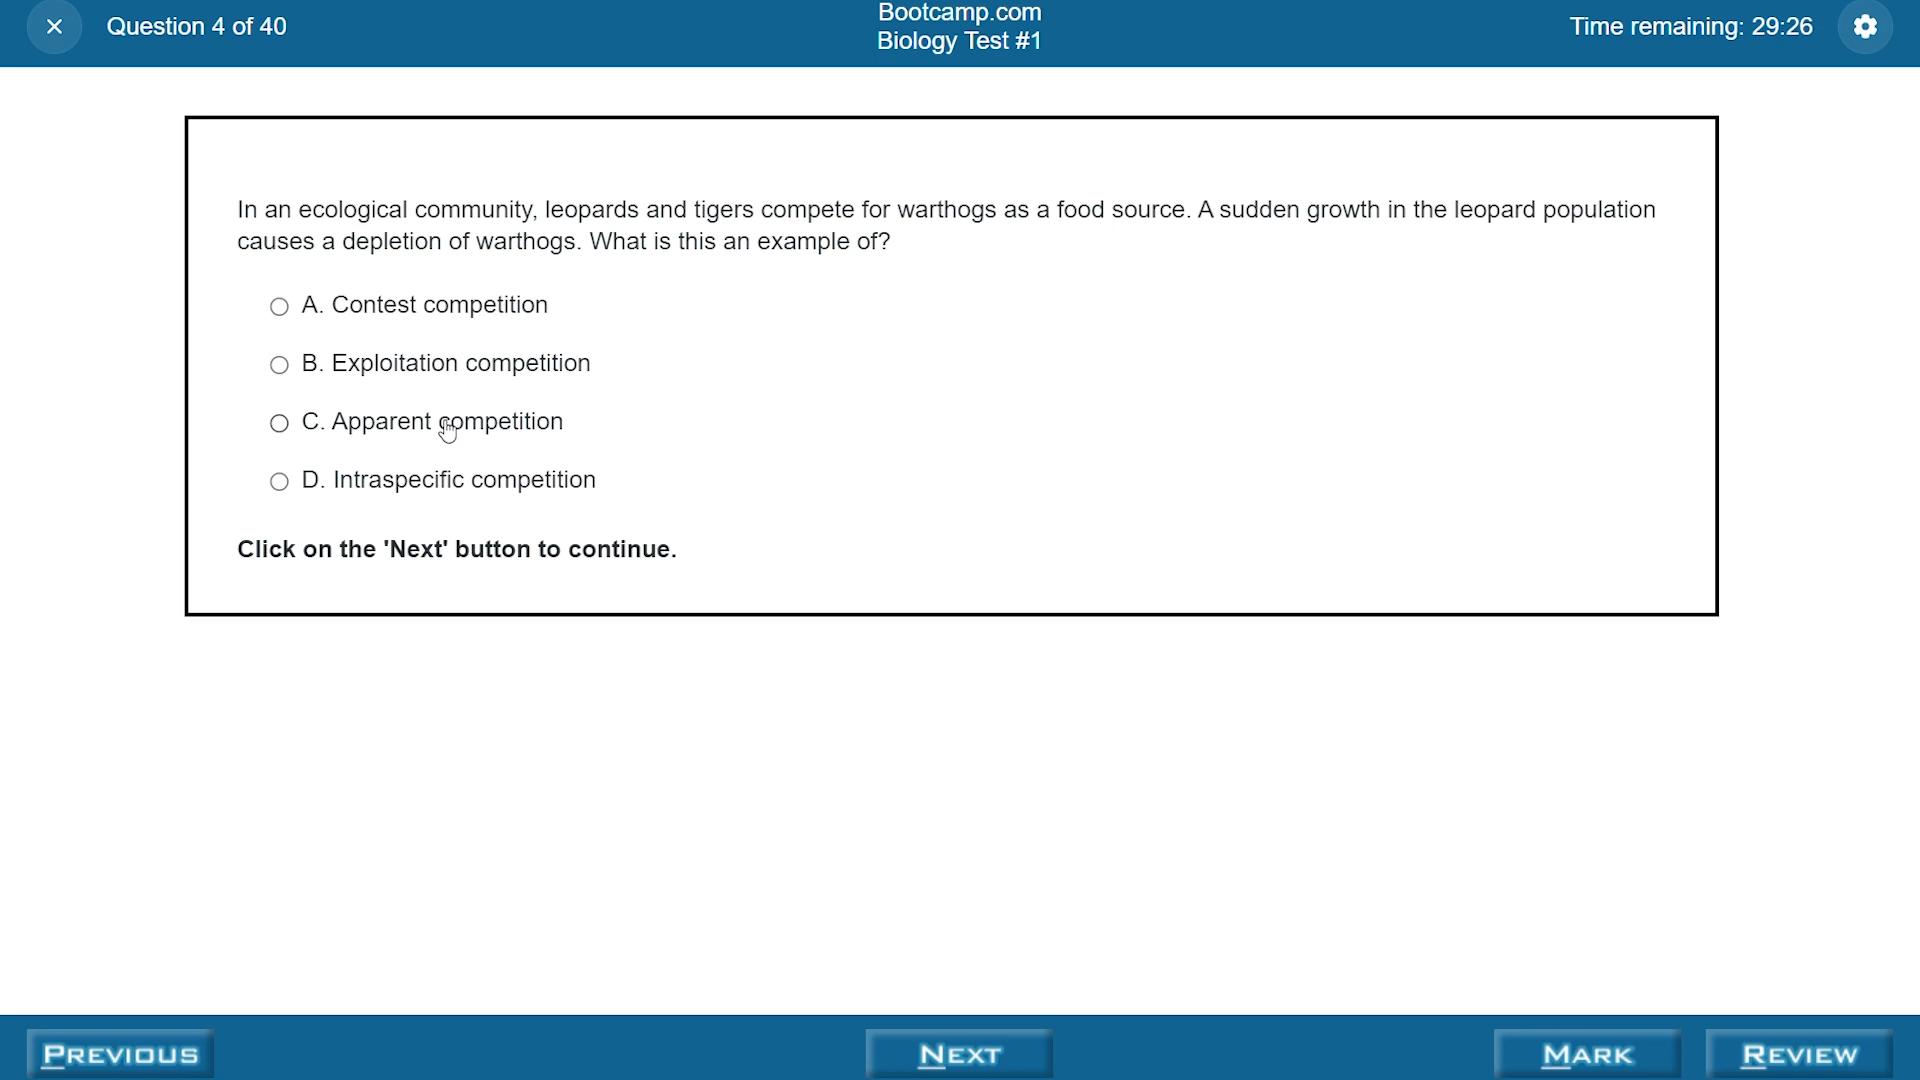 Question 4 of 40
Bootcamp.com
Biology Test #1
Time remaining: 29:26
In an ecological community, leopards and tigers compete for warthogs as a food source. A sudden growth in the leopard population
causes a depletion of warthogs. What is this an example of?
A. Contest competition
B. Exploitation competition
C. Apparent competition
D. Intraspecific competition
Click on the 'Next' button to continue.
PREVIOUS
NEXT
MARK
REVIEW